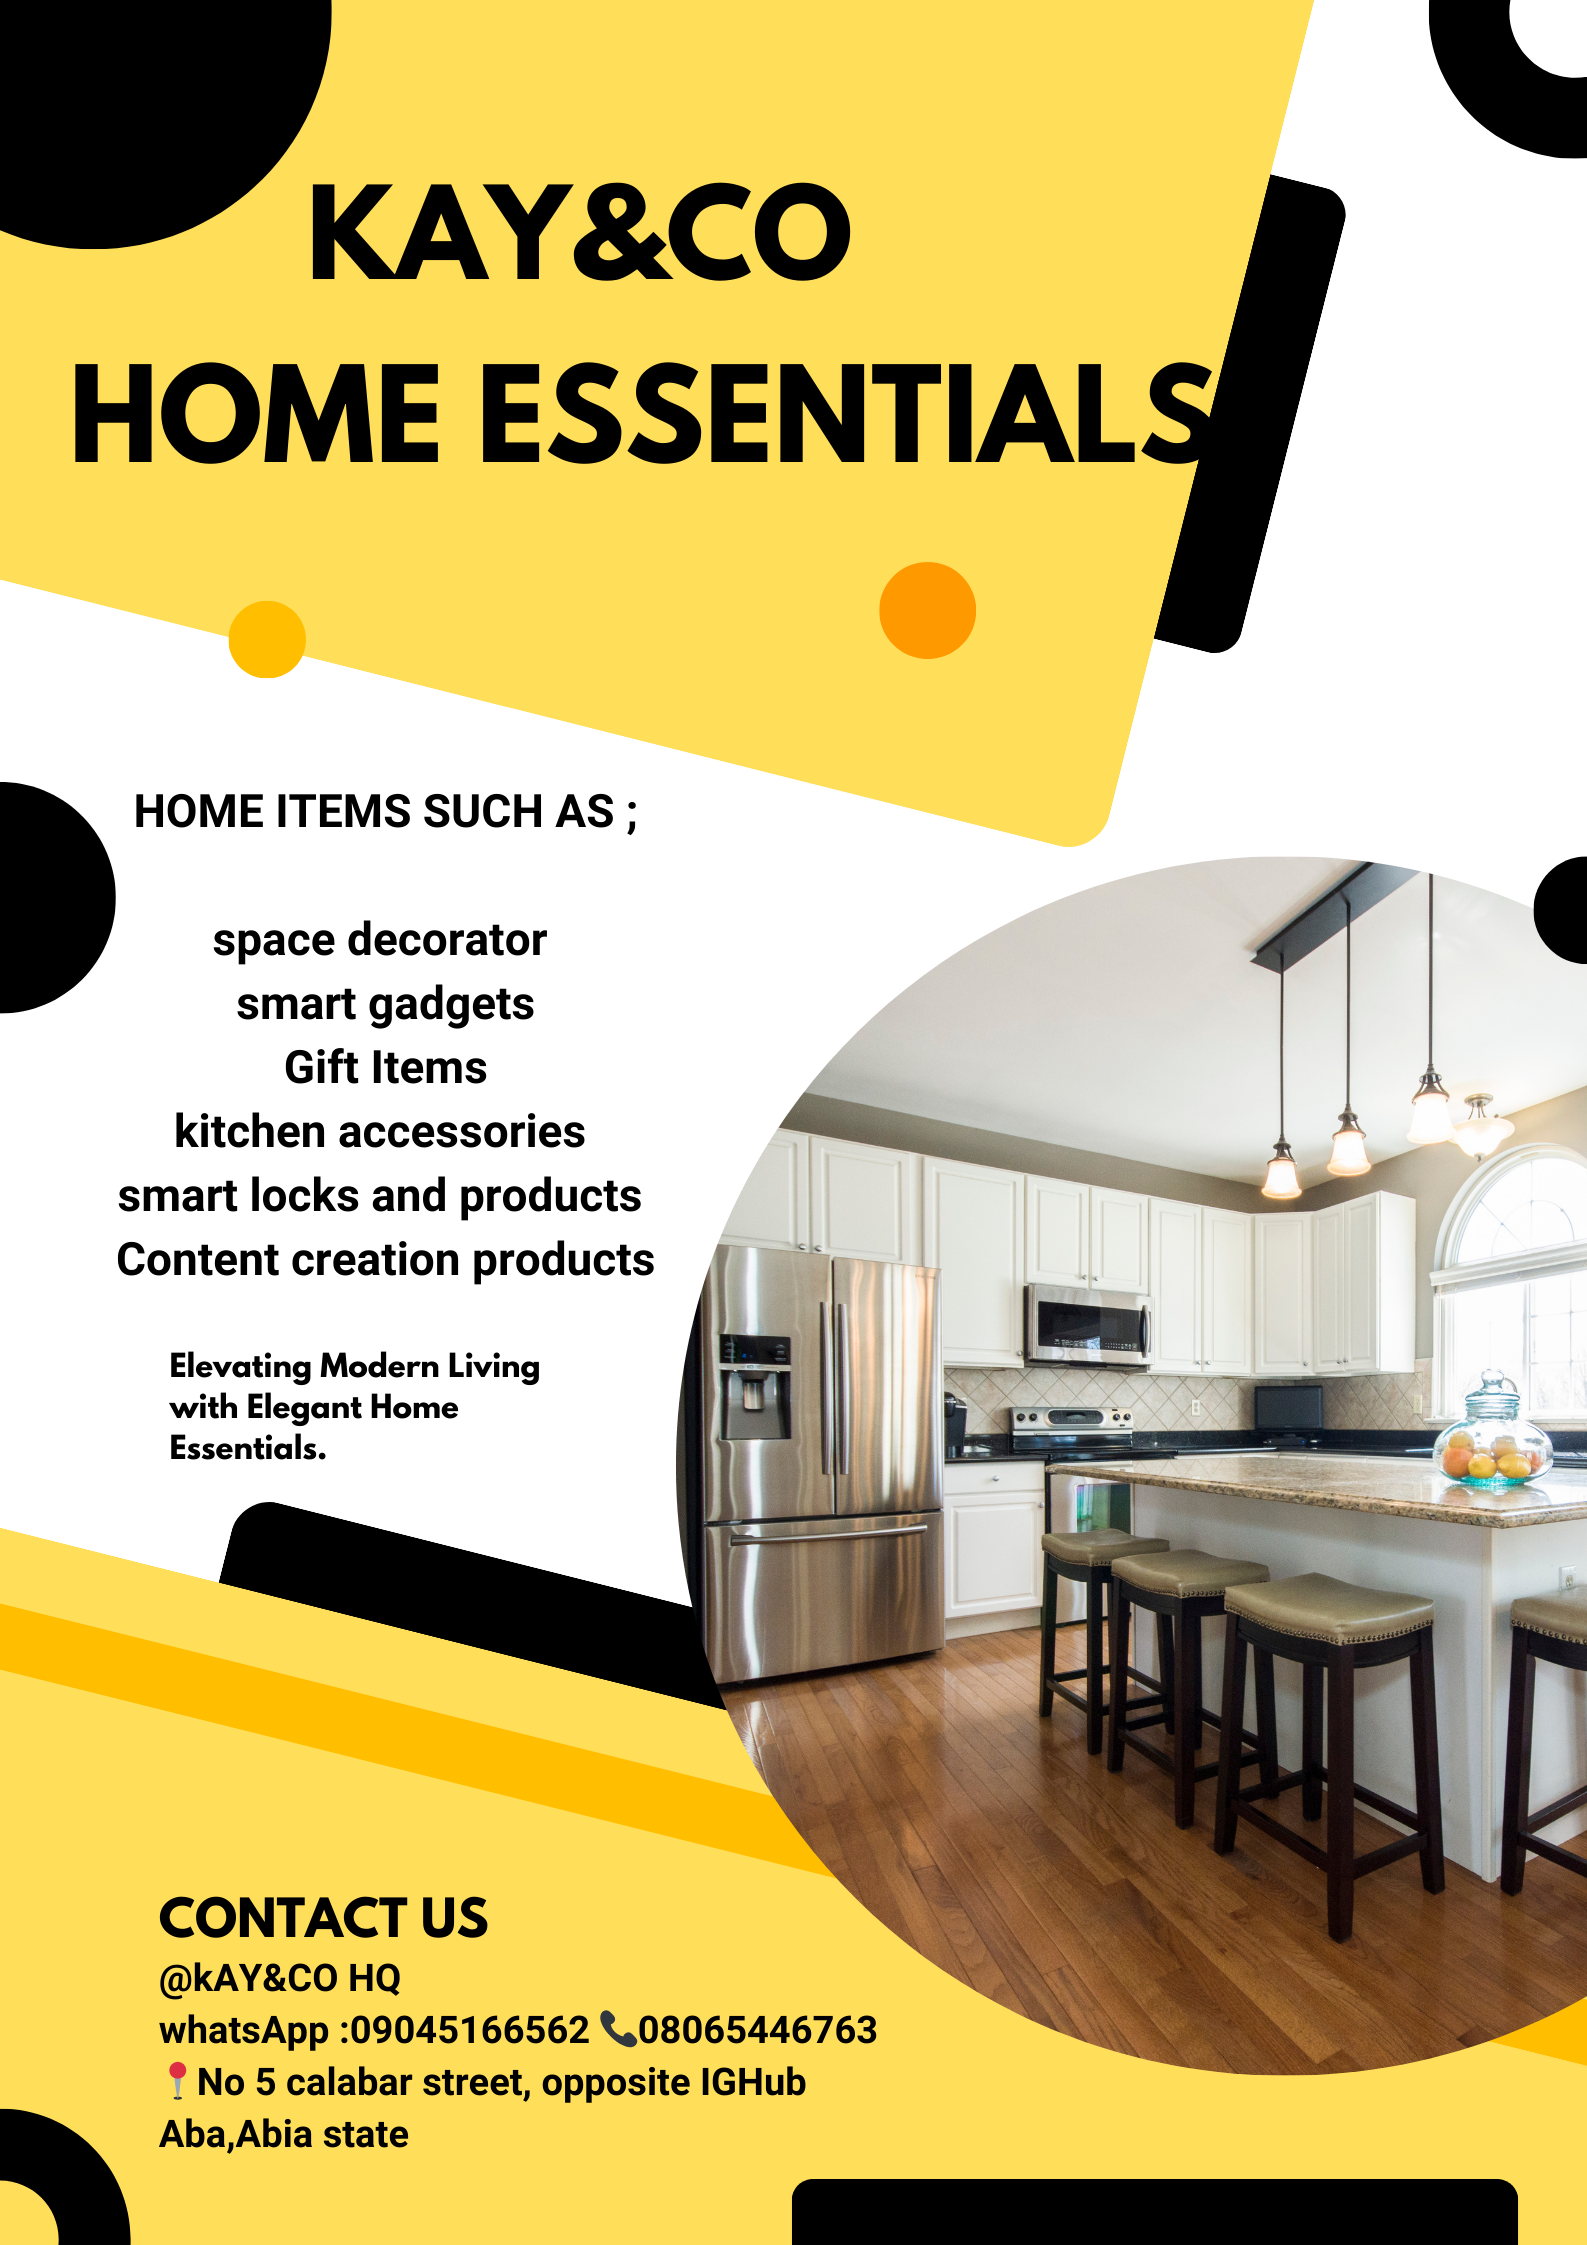 KAY&CO
HOME ESSENTIALS
HOME ITEMS SUCH AS ;
space decorator
smart gadgets
Gift Items
kitchen accessories
smart locks and products
Content creation products
Elevating Modern Living
with Elegant Home
Essentials.
CONTACT US
@kAY&CO HQ
whatsApp :09045166562 📞08065446763
📍No 5 calabar street, opposite IGHub
Aba,Abia state